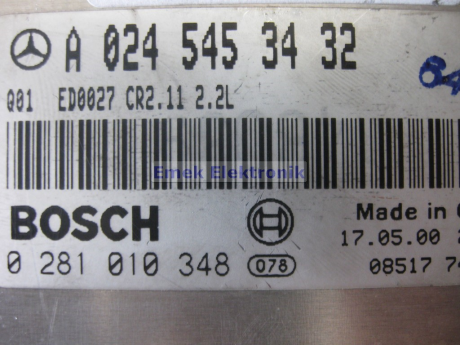 A 024 545 34 32
Q01 ED0027 CR2.11 2.2L
Emek Elektronik
BOSCH
Made in
0 281 010 348 078
17.05.00
08517 74